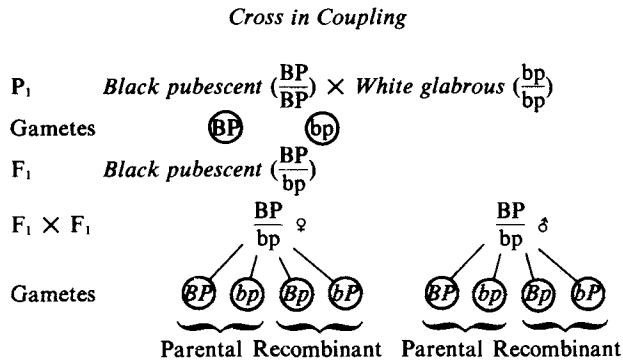 Cross in Coupling
P₁ Black pubescent (BP/BP) × White glabrous (bp/bp)
Gametes BP bp
F₁ Black pubescent (BP/bp)
F₁ × F₁ BP/bp ♀ BP/bp ♂
Gametes BP bp Bp bP BP bp Bp bP
Parental Recombinant Parental Recombinant